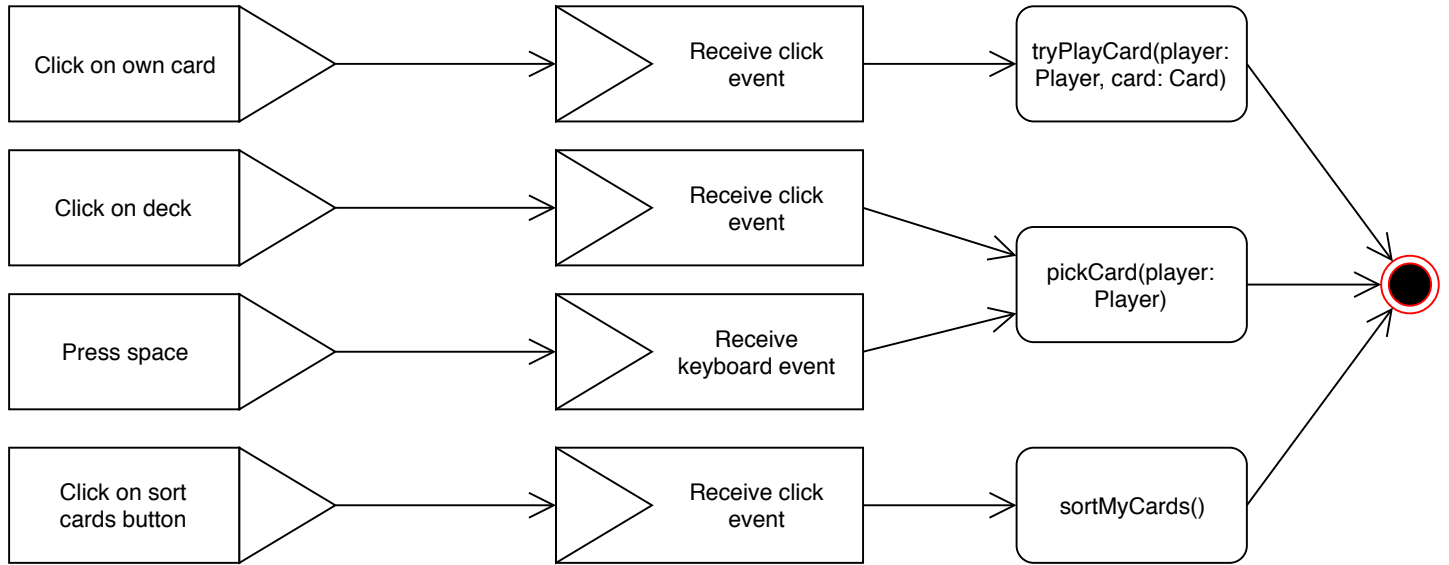 Click on own card
Receive click
event
tryPlayCard(player:
Player, card: Card)
Click on deck
Receive click
event
pickCard(player:
Player)
Press space
Receive
keyboard event
Click on sort
cards button
Receive click
event
sortMyCards()